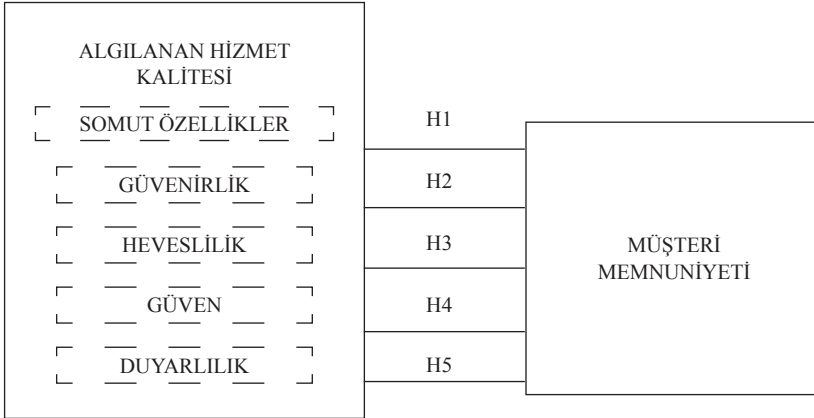 ALGILANAN HİZMET
KALİTESİ
SOMUT ÖZELLİKLER
GÜVENİRLİK
HEVESLİLİK
GÜVEN
DUYARLILIK
H1
H2
H3
H4
H5
MÜŞTERİ
MEMNUNİYETİ